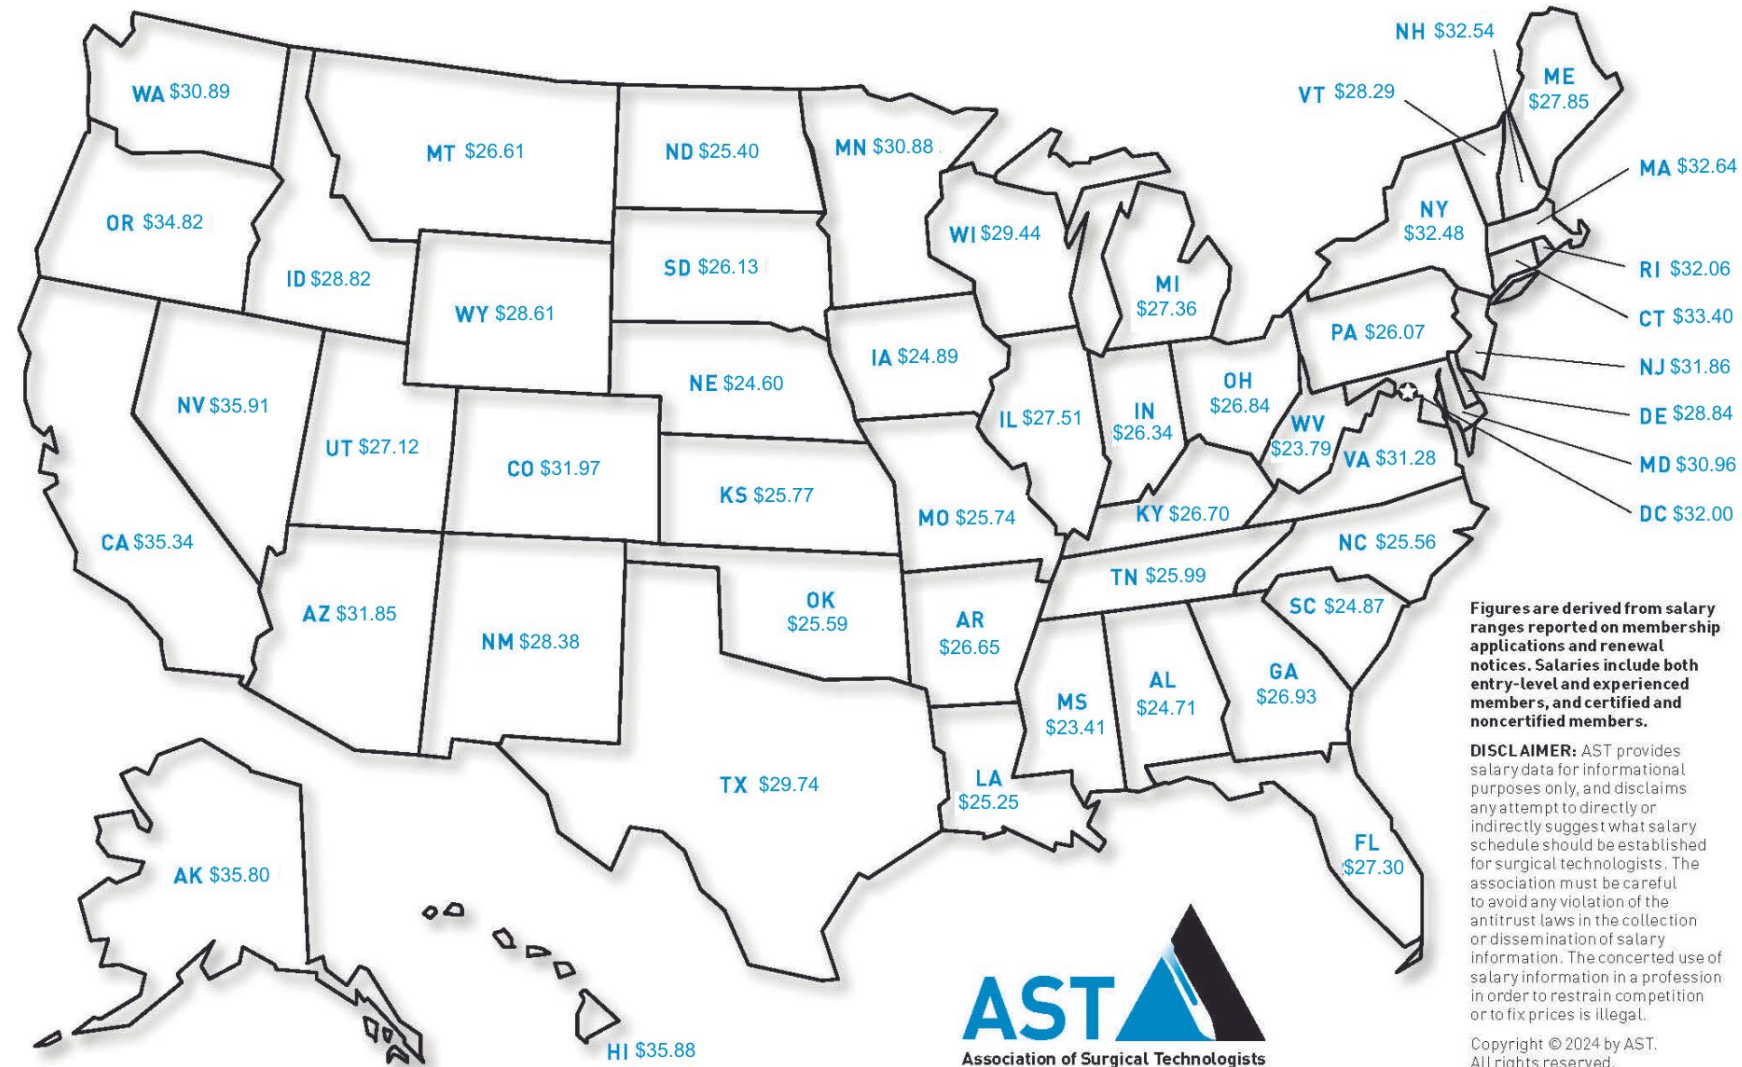 NH $32.54
ME
$27.85
VT $28.29
WA $30.89
MT $26.61
ND $25.40
MN $30.88
MA $32.64
OR $34.82
NY
$32.48
WI $29.44
RI $32.06
SD $26.13
ID $28.82
MI
$27.36
WY $28.61
CT $33.40
PA $26.07
IA $24.89
NJ $31.86
NE $24.60
OH
$26.84
NV $35.91
DE $28.84
IL $27.51
IN
$26.34
WV
$23.79
UT $27.12
VA $31.28
CO $31.97
MD $30.96
KS $25.77
KY $26.70
DC $32.00
MO $25.74
CA $35.34
NC $25.56
TN $25.99
AZ $31.85
OK
$25.59
AR
$26.65
SC $24.87
NM $28.38
GA
$26.93
AL
$24.71
MS
$23.41
TX $29.74
LA
$25.25
FL
$27.30
AK $35.80
HI $35.88
Figures are derived from salary
ranges reported on membership
applications and renewal
notices. Salaries include both
entry-level and experienced
members, and certified and
noncertified members.
DISCLAIMER: AST provides
salary data for informational
purposes only, and disclaims
any attempt to directly or
indirectly suggest what salary
schedule should be established
for surgical technologists. The
association must be careful
to avoid any violation of the
antitrust laws in the collection
or dissemination of salary
information. The concerted use of
salary information in a profession
in order to restrain competition
or to fix prices is illegal.
Copyright © 2024 by AST.
All rights reserved.
AST
Association of Surgical Technologists